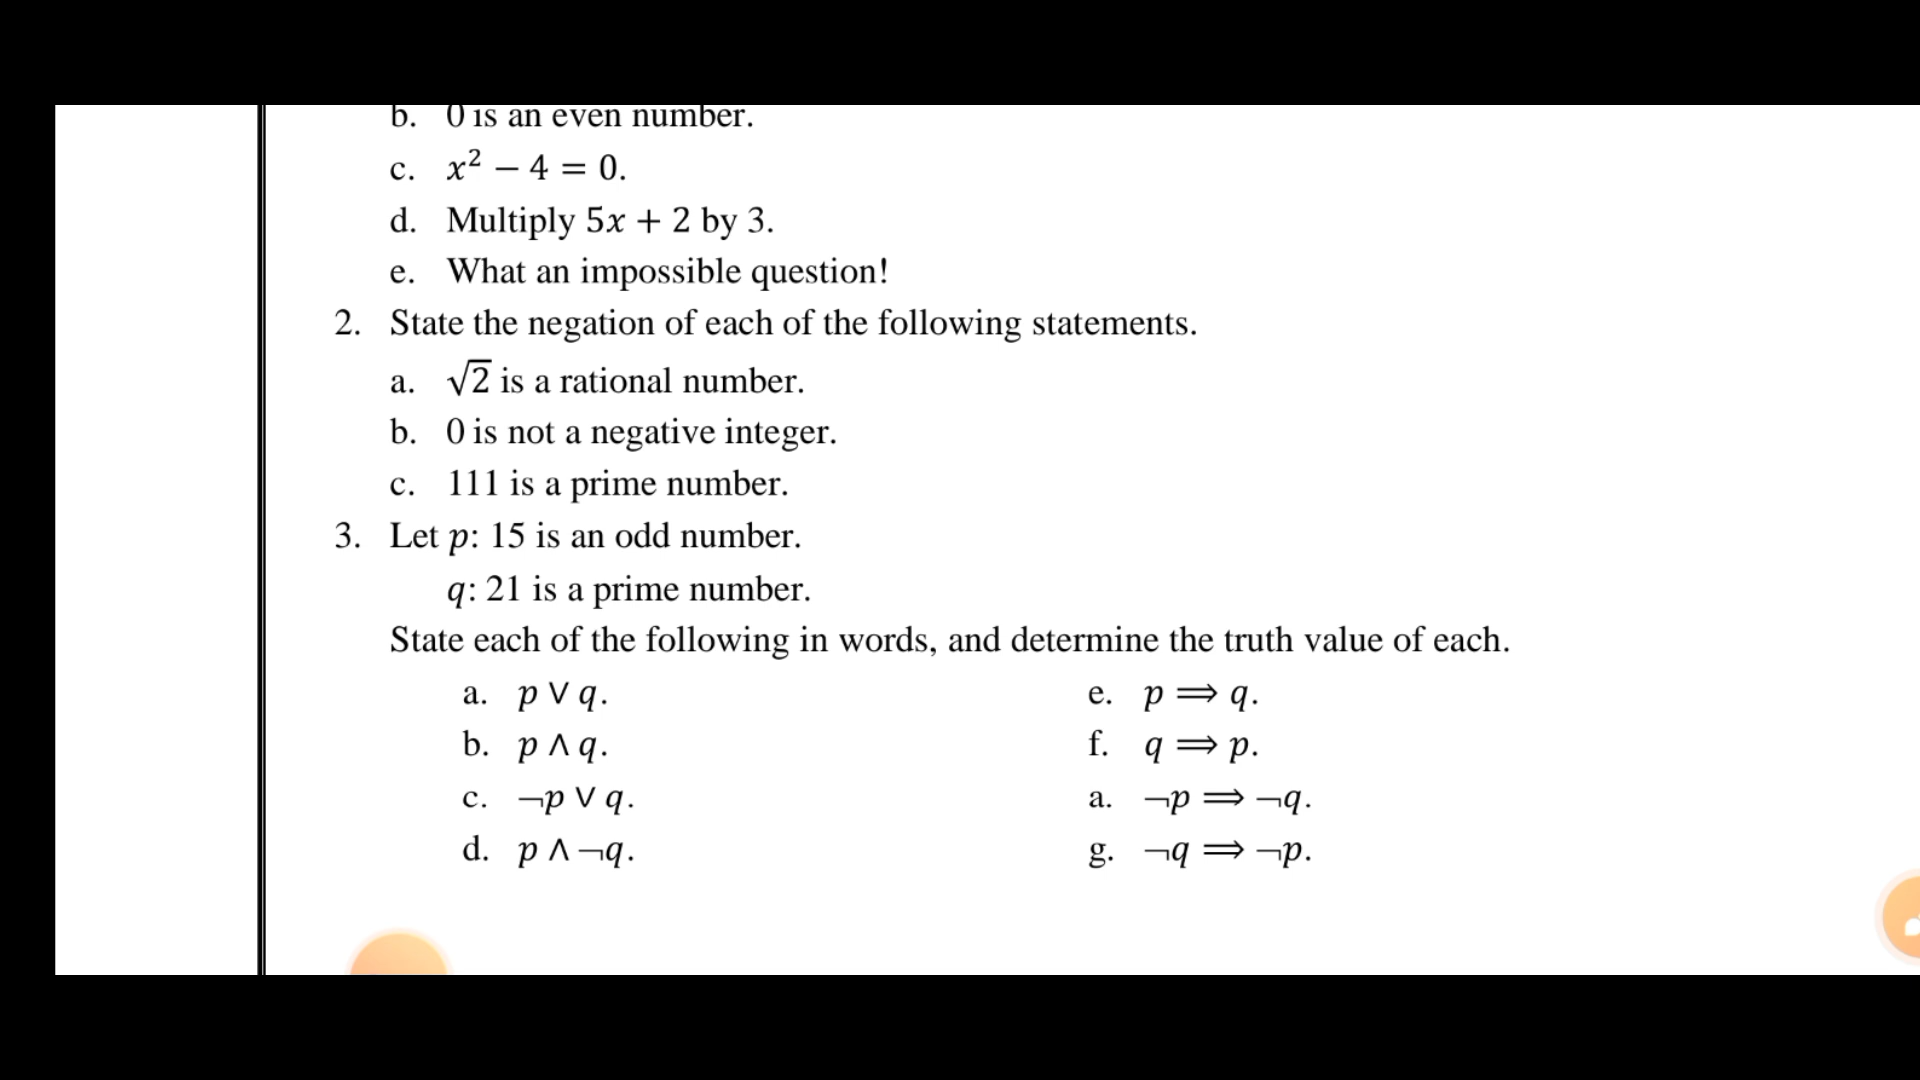 b. 0 is an even number.
c. x² − 4 = 0.
d. Multiply 5x + 2 by 3.
e. What an impossible question!
2. State the negation of each of the following statements.
a. √2 is a rational number.
b. 0 is not a negative integer.
c. 111 is a prime number.
3. Let p: 15 is an odd number.
q: 21 is a prime number.
State each of the following in words, and determine the truth value of each.
a. p ∨ q.
b. p ∧ q.
c. ¬p ∨ q.
d. p ∧ ¬q.
e. p ⟹ q.
f. q ⟹ p.
a. ¬p ⟹ ¬q.
g. ¬q ⟹ ¬p.